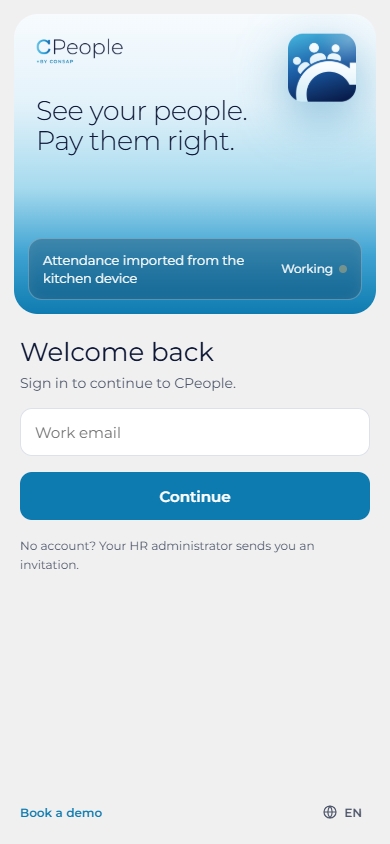 CPeople
BY CONSAP
See your people.
Pay them right.
Attendance imported from the
kitchen device
Working
Welcome back
Sign in to continue to CPeople.
Work email
Continue
No account? Your HR administrator sends you an
invitation.
Book a demo
EN